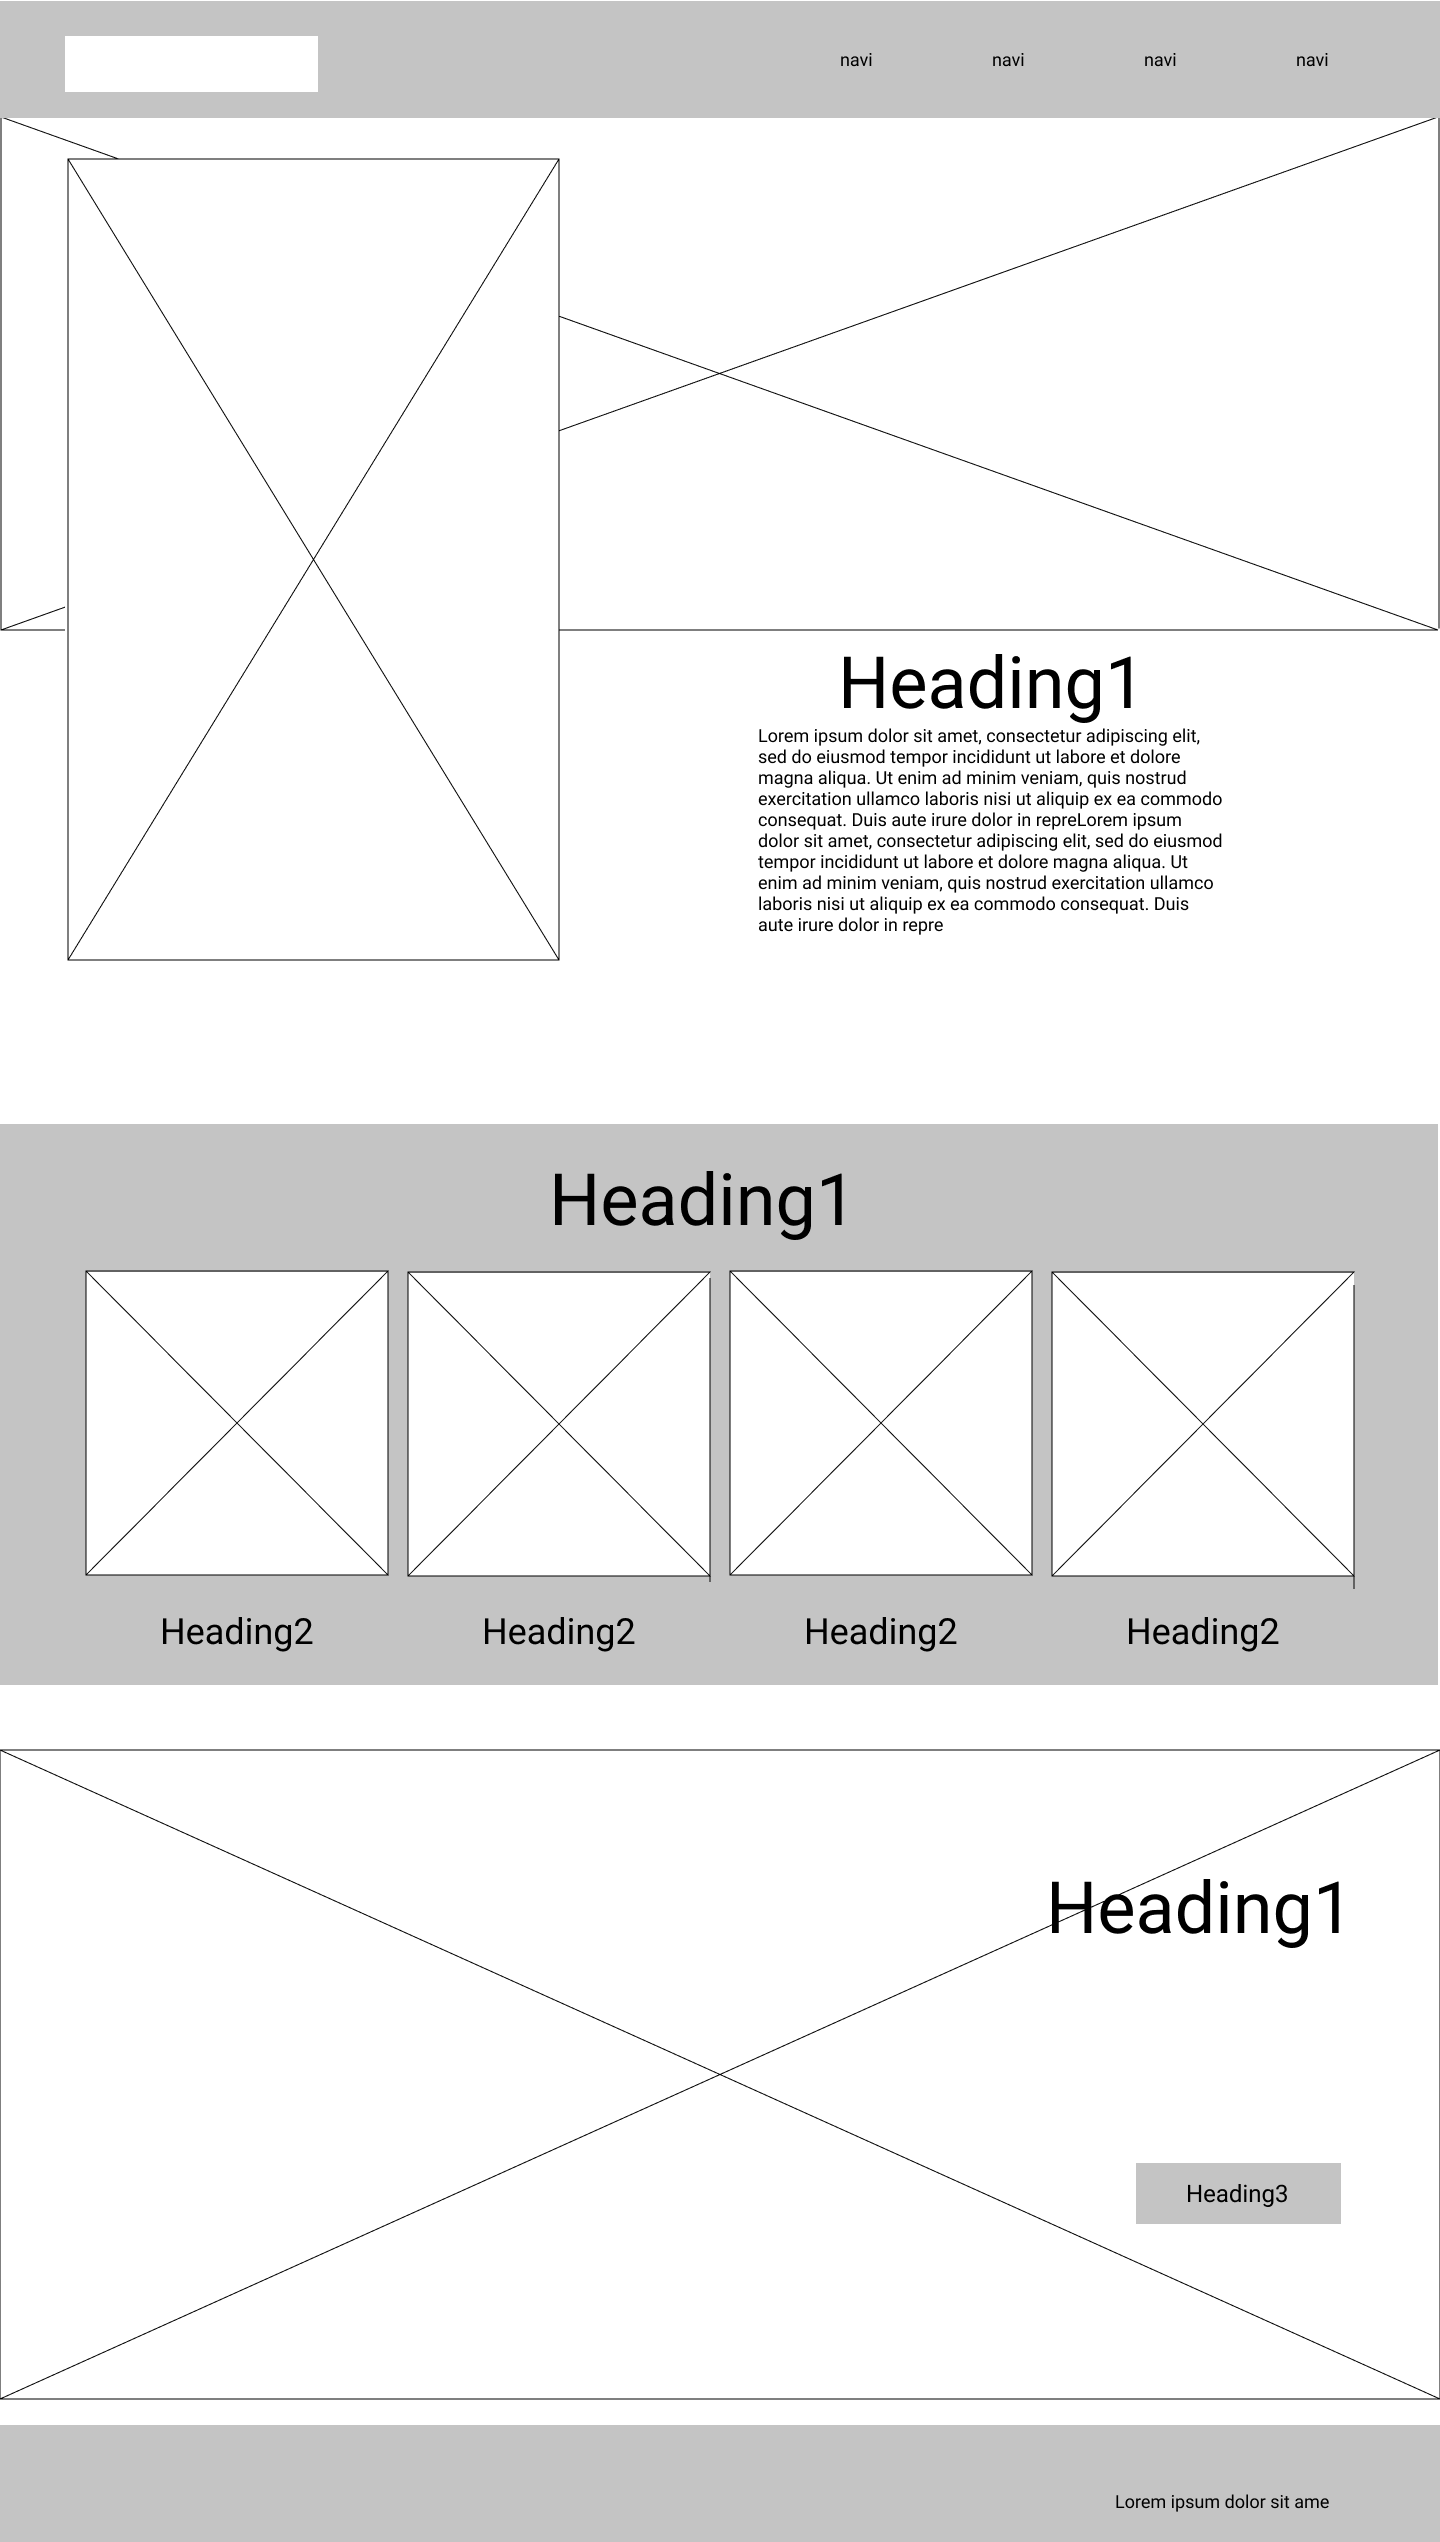 navi navi navi navi
Heading1
Lorem ipsum dolor sit amet, consectetur adipiscing elit,
sed do eiusmod tempor incididunt ut labore et dolore
magna aliqua. Ut enim ad minim veniam, quis nostrud
exercitation ullamco laboris nisi ut aliquip ex ea commodo
consequat. Duis aute irure dolor in repreLorem ipsum
dolor sit amet, consectetur adipiscing elit, sed do eiusmod
tempor incididunt ut labore et dolore magna aliqua. Ut
enim ad minim veniam, quis nostrud exercitation ullamco
laboris nisi ut aliquip ex ea commodo consequat. Duis
aute irure dolor in repre
Heading1
Heading2 Heading2 Heading2 Heading2
Heading1
Heading3
Lorem ipsum dolor sit ame